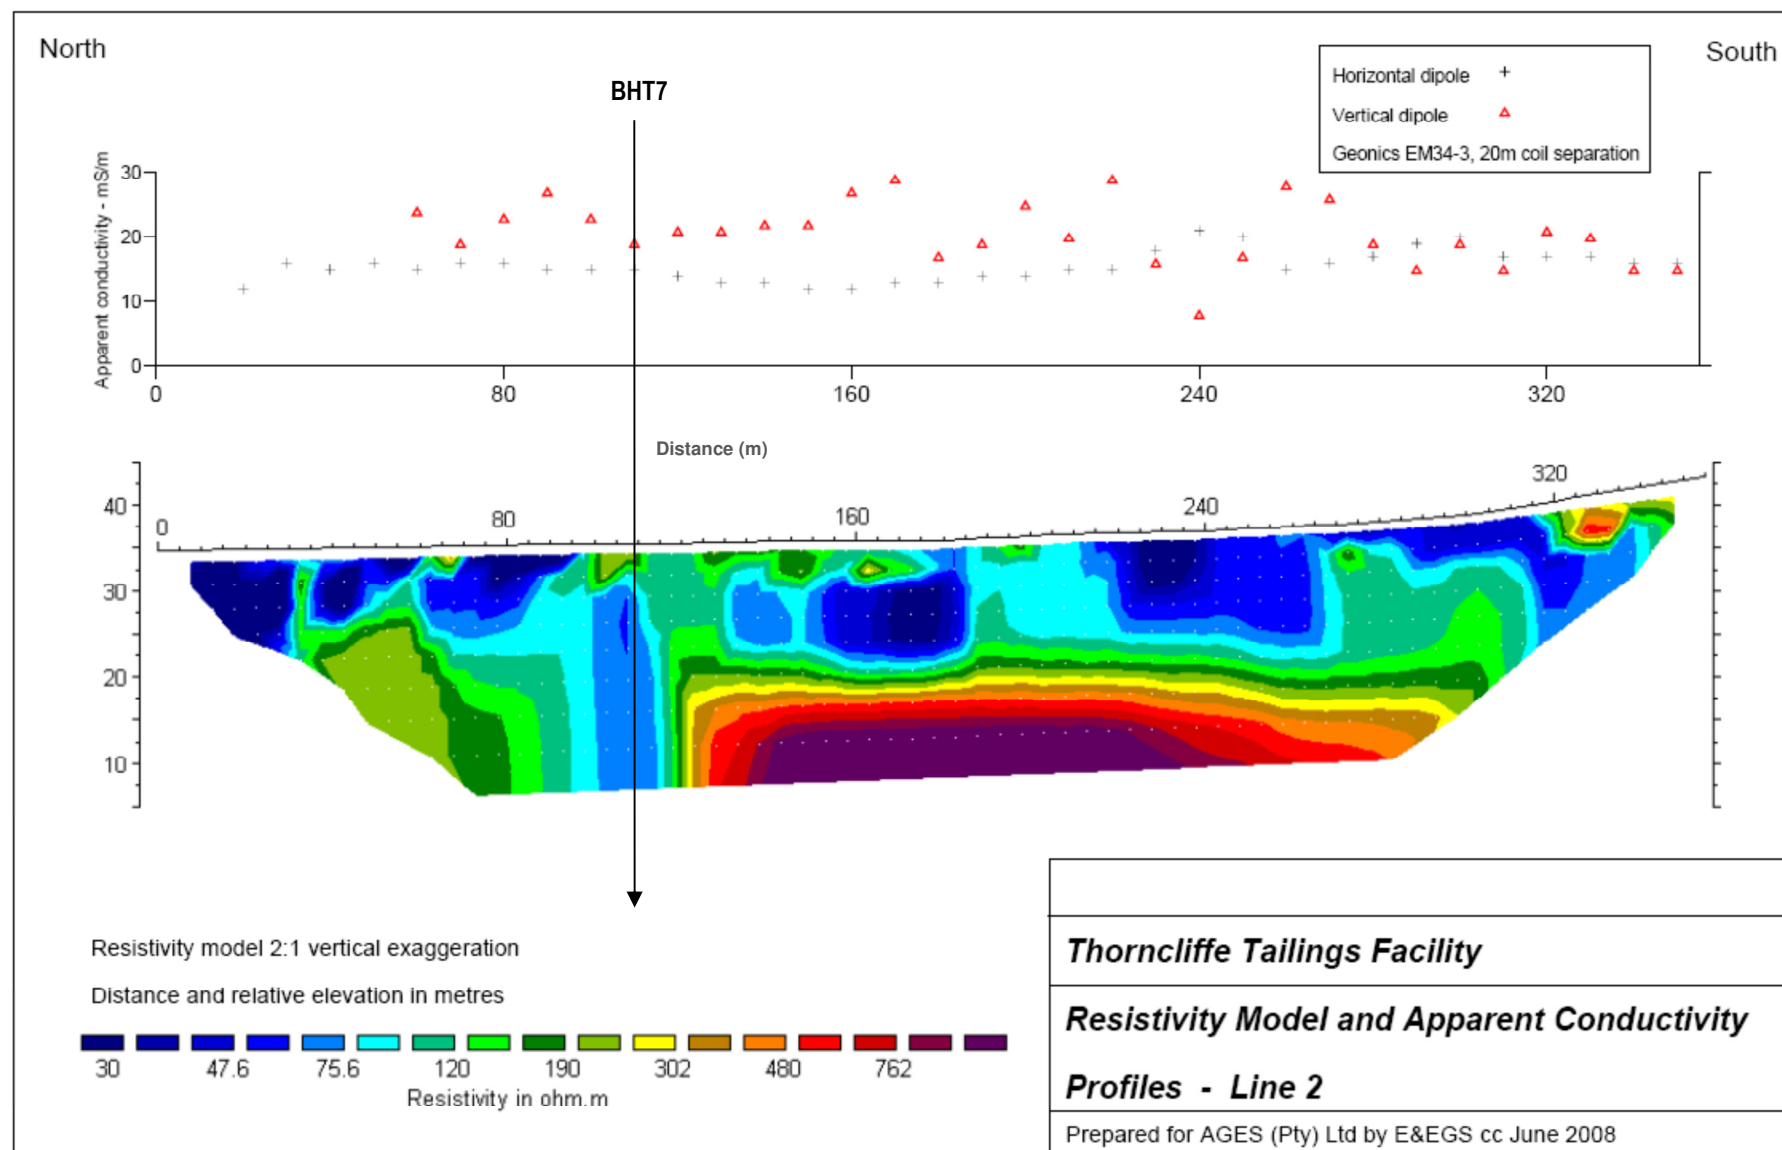 North
South
BHT7
Horizontal dipole +
Vertical dipole
Geonics EM34-3, 20m coil separation
Apparent conductivity - mS/m
30
20
10
0
0 80 160 240 320
Distance (m)
0 80 160 240 320
40
30
20
10
Resistivity model 2:1 vertical exaggeration
Distance and relative elevation in metres
30 47.6 75.6 120 190 302 480 762
Resistivity in ohm.m
Thorncliffe Tailings Facility
Resistivity Model and Apparent Conductivity
Profiles - Line 2
Prepared for AGES (Pty) Ltd by E&EGS cc June 2008